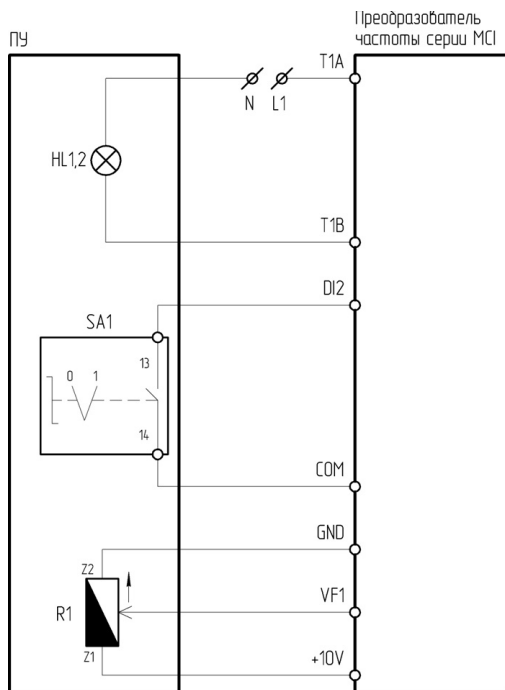 Преобразователь
частоты серии MCI
ПУ
T1A
N L1
HL1,2
T1B
DI2
SA1
13
0 1
14
COM
GND
Z2
R1
VF1
Z1
+10V